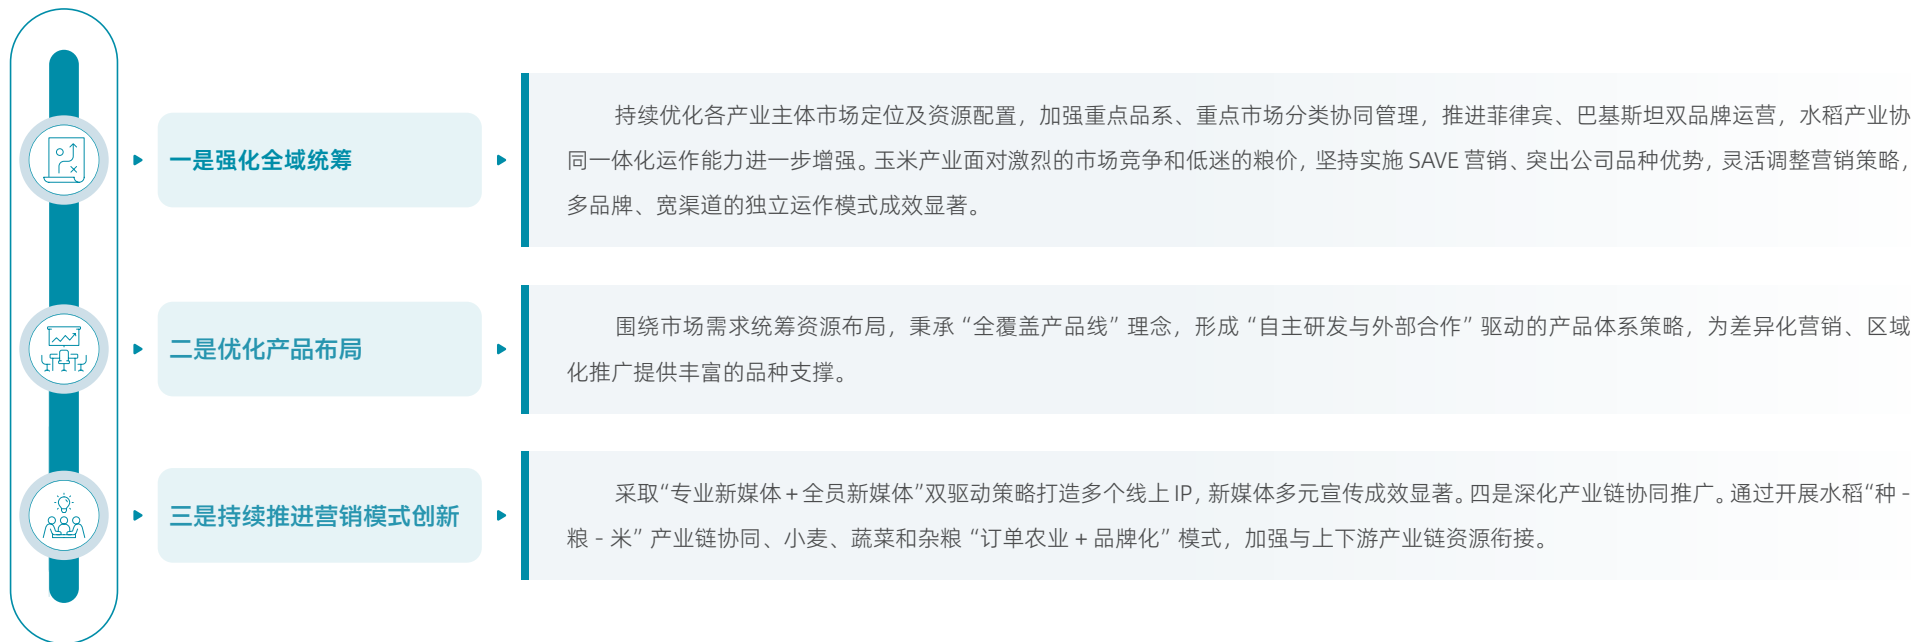 一是强化全域统筹
持续优化各产业主体市场定位及资源配置，加强重点品系、重点市场分类协同管理，推进菲律宾、巴基斯坦双品牌运营，水稻产业协
同一体化运作能力进一步增强。玉米产业面对激烈的市场竞争和低迷的粮价，坚持实施 SAVE 营销、突出公司品种优势，灵活调整营销策略，
多品牌、宽渠道的独立运作模式成效显著。
二是优化产品布局
围绕市场需求统筹资源布局，秉承“全覆盖产品线”理念，形成“自主研发与外部合作”驱动的产品体系策略，为差异化营销、区域
化推广提供丰富的品种支撑。
三是持续推进营销模式创新
采取“专业新媒体 + 全员新媒体”双驱动策略打造多个线上 IP，新媒体多元宣传成效显著。四是深化产业链协同推广。通过开展水稻“种 -
粮 - 米”产业链协同、小麦、蔬菜和杂粮“订单农业 + 品牌化”模式，加强与上下游产业链资源衔接。